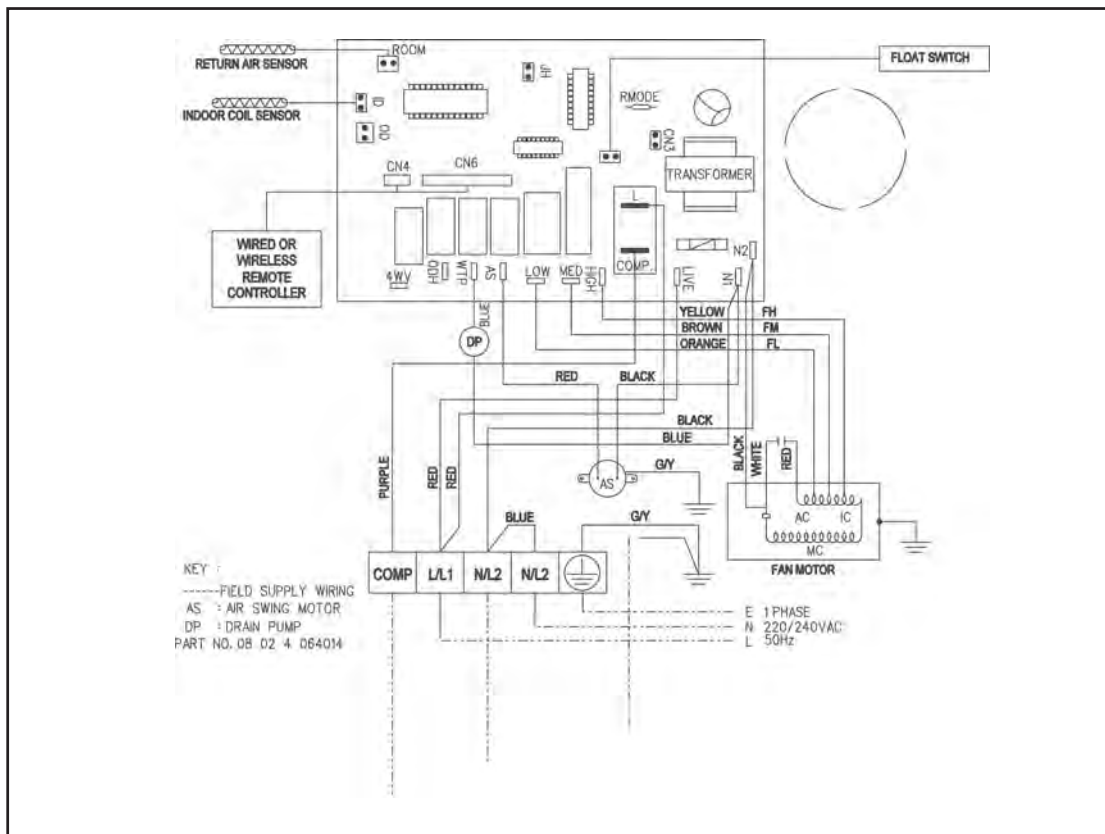 ROOM
RETURN AIR SENSOR
FLOAT SWITCH
JH
RMODE
ID
INDOOR COIL SENSOR
OD
CN3
CN4
CN6
TRANSFORMER
L
WIRED OR
WIRELESS
REMOTE
CONTROLLER
N2
4WV
ODH
WTP
AS
LOW
MED
HIGH
COMP.
LIVE
N1
BLUE
YELLOW FH
BROWN FM
ORANGE FL
DP
RED
BLACK
BLACK
BLUE
PURPLE
RED
RED
G/Y
AS
BLACK
WHITE
RED
BLUE
G/Y
AC
IC
MC
FAN MOTOR
COMP
L/L1
N/L2
N/L2
KEY :
------FIELD SUPPLY WIRING
AS : AIR SWING MOTOR
DP : DRAIN PUMP
PART NO. 08 02 4 064014
E 1PHASE
N 220/240VAC
L 50Hz